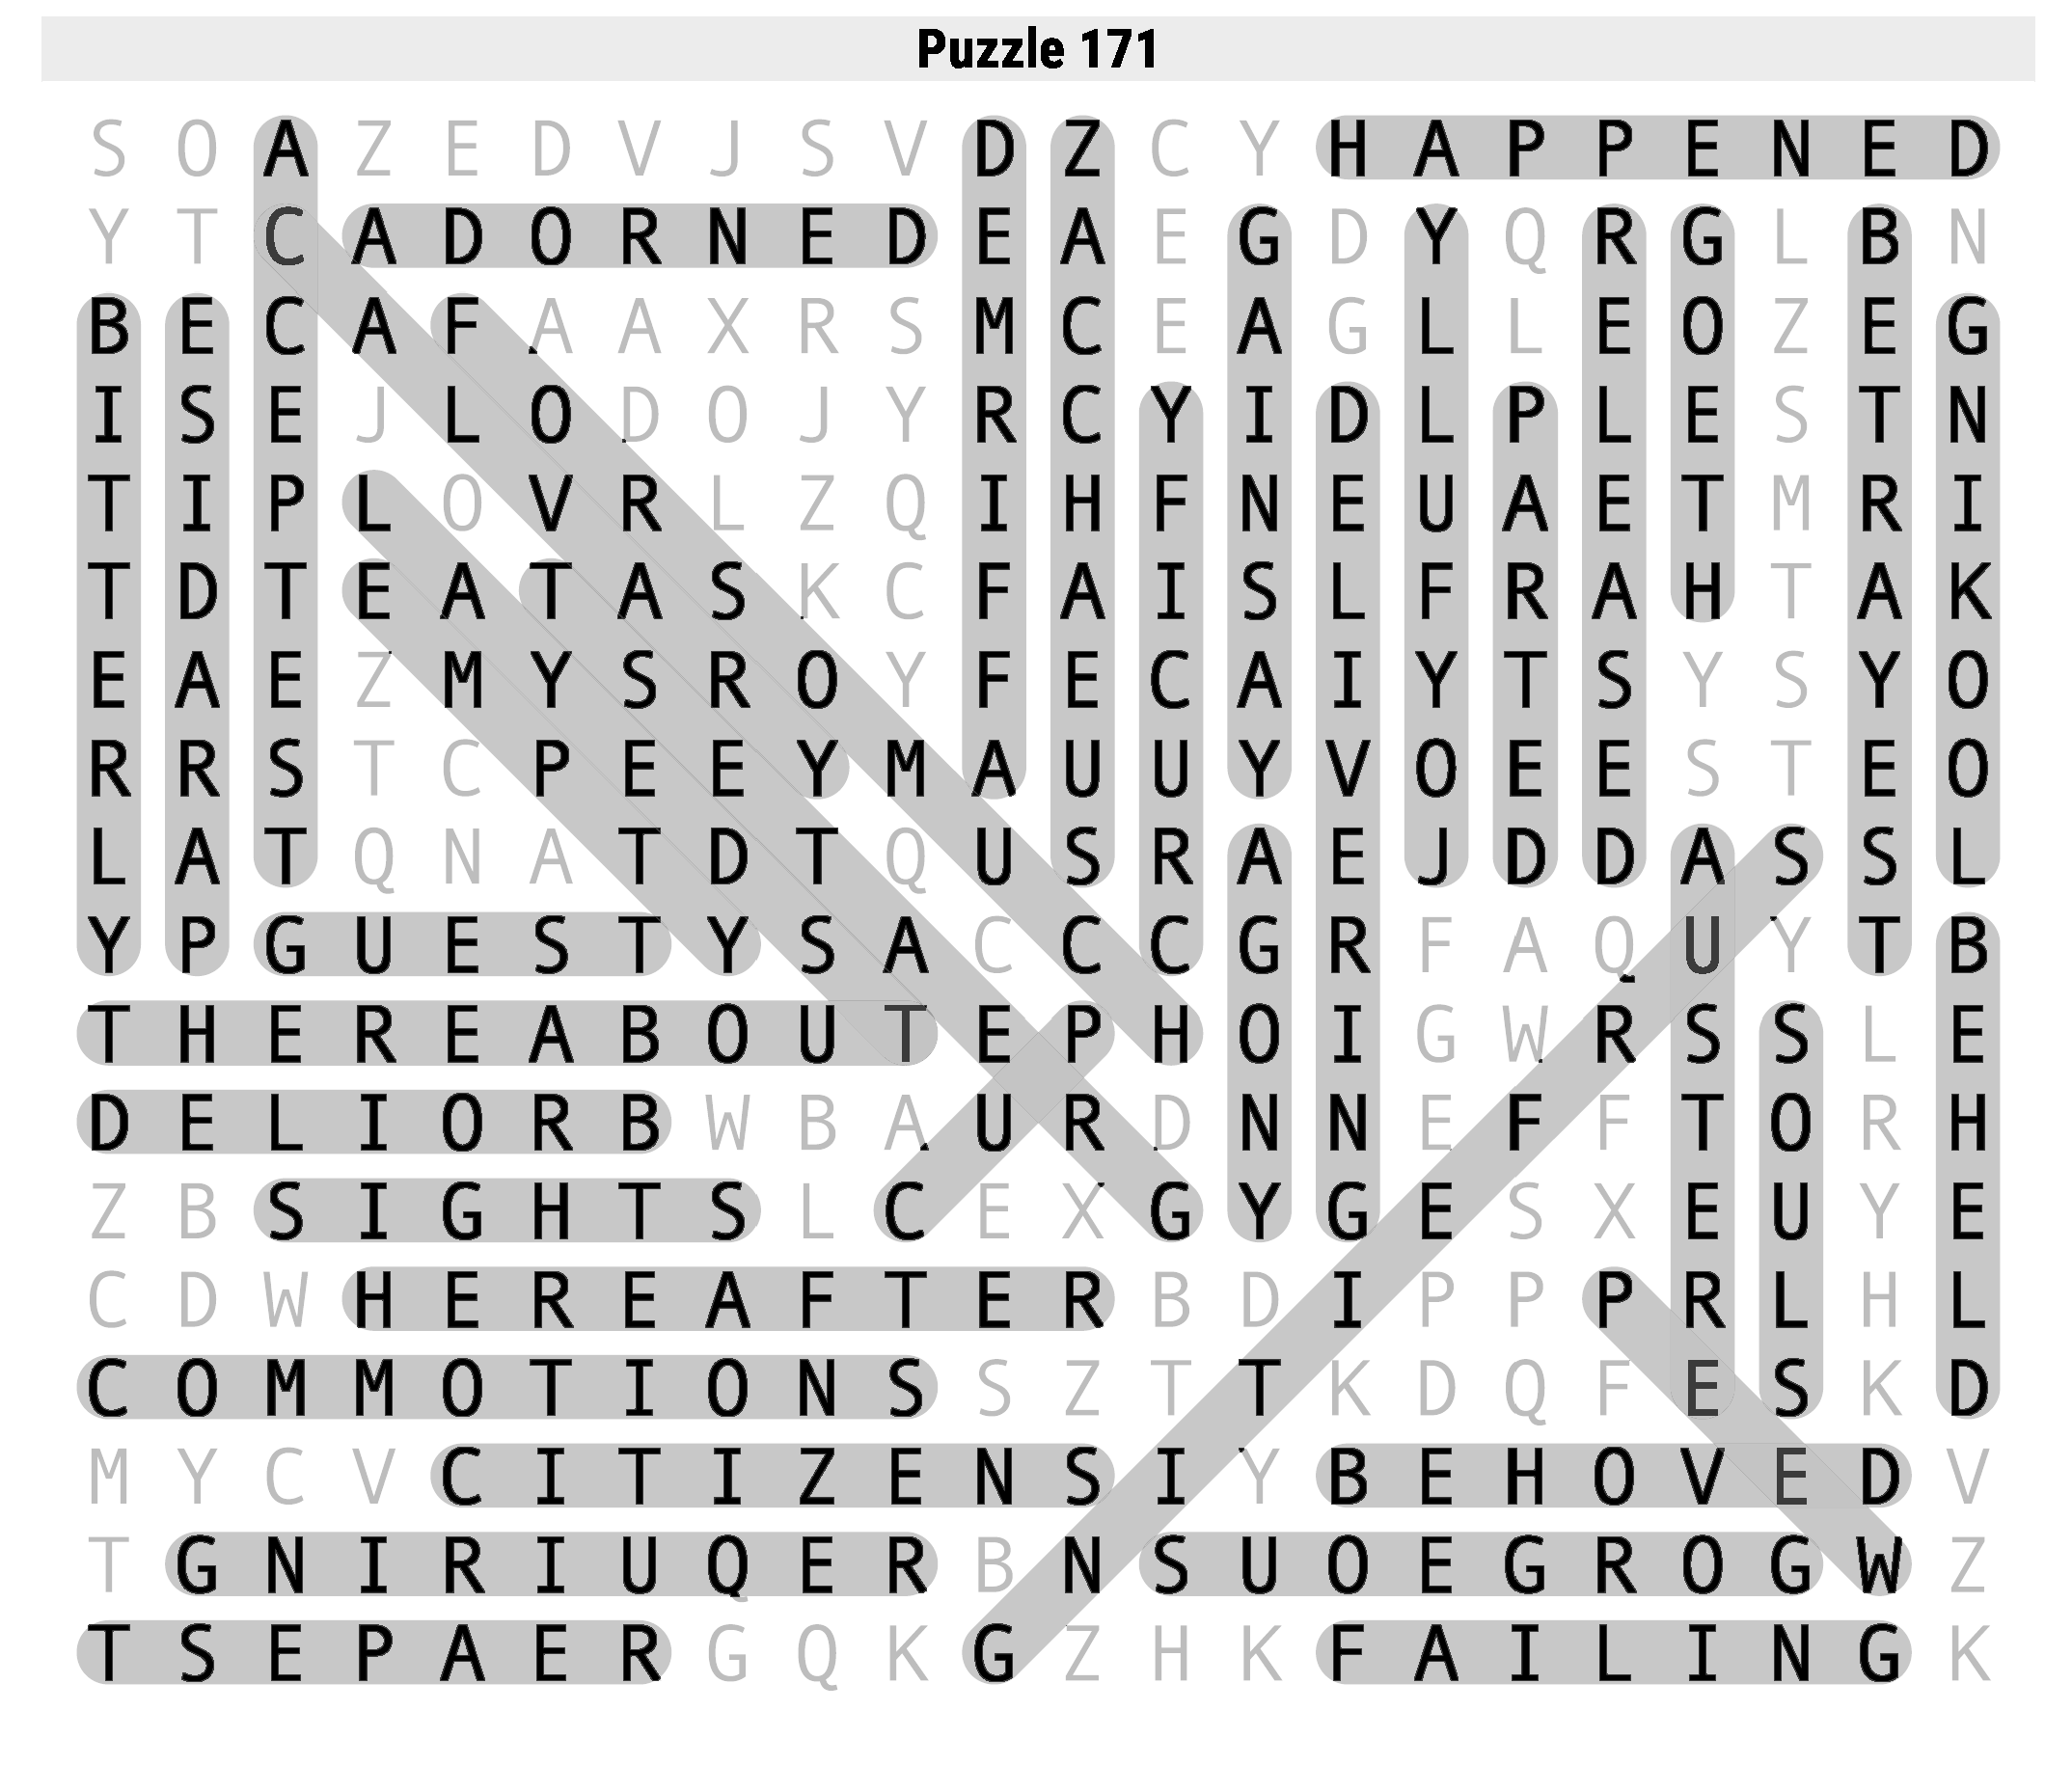 Puzzle 171
S O A Z E D V J S V D Z C Y H A P P E N E D
Y T C A D O R N E D E A E G D Y Q R G L B N
B E C A F A A X R S M C E A G L L E O Z E G
I S E J L O D O J Y R C Y I D L P L E S T N
T I P L O V R L Z Q I H F N E U A E T M R I
T D T E A T A S K C F A I S L F R A H T A K
E A E Z M Y S R O Y F E C A I Y T S Y S Y O
R R S T C P E E Y M A U U Y V O E E S T E O
L A T Q N A T D T Q U S R A E J D D A S S L
Y P G U E S T Y S A C C C G R F A Q U Y T B
T H E R E A B O U T E P H O I G W R S S L E
D E L I O R B W B A U R D N N E F F T O R H
Z B S I G H T S L C E X G Y G E S X E U Y E
C D W H E R E A F T E R B D I P P P R L H L
C O M M O T I O N S S Z T T K D Q F E S K D
M Y C V C I T I Z E N S I Y B E H O V E D V
T G N I R I U Q E R B N S U O E G R O G W Z
T S E P A E R G Q K G Z H K F A I L I N G K